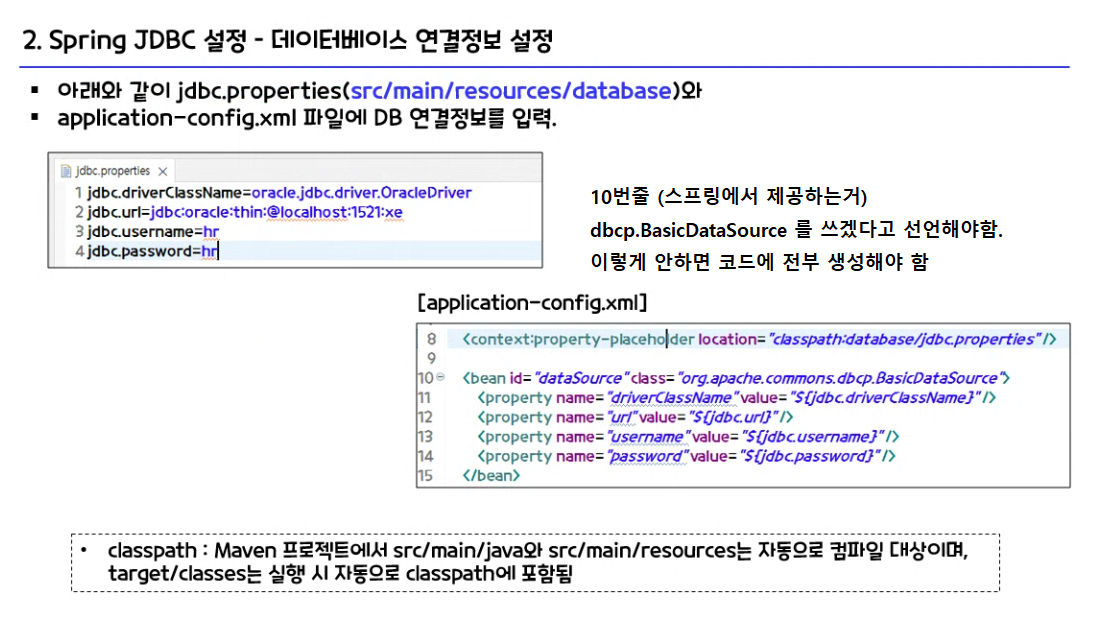 2. Spring JDBC 설정 - 데이터베이스 연결정보 설정
▪ 아래와 같이 jdbc.properties(src/main/resources/database)와
▪ application-config.xml 파일에 DB 연결정보를 입력.
jdbc.properties
1 jdbc.driverClassName=oracle.jdbc.driver.OracleDriver
2 jdbc.url=jdbc:oracle:thin:@localhost:1521:xe
3 jdbc.username=hr
4 jdbc.password=hr
10번줄 (스프링에서 제공하는거)
dbcp.BasicDataSource 를 쓰겠다고 선언해야함.
이렇게 안하면 코드에 전부 생성해야 함
[application-config.xml]
8 <context:property-placeholder location="classpath:database/jdbc.properties"/>
9
10 <bean id="dataSource"class="org.apache.commons.dbcp.BasicDataSource">
11 <property name="driverClassName"value="${jdbc.driverClassName}"/>
12 <property name="url"value="${jdbc.url}"/>
13 <property name="username"value="${jdbc.username}"/>
14 <property name="password"value="${jdbc.password}"/>
15 </bean>
• classpath : Maven 프로젝트에서 src/main/java와 src/main/resources는 자동으로 컴파일 대상이며,
target/classes는 실행 시 자동으로 classpath에 포함됨